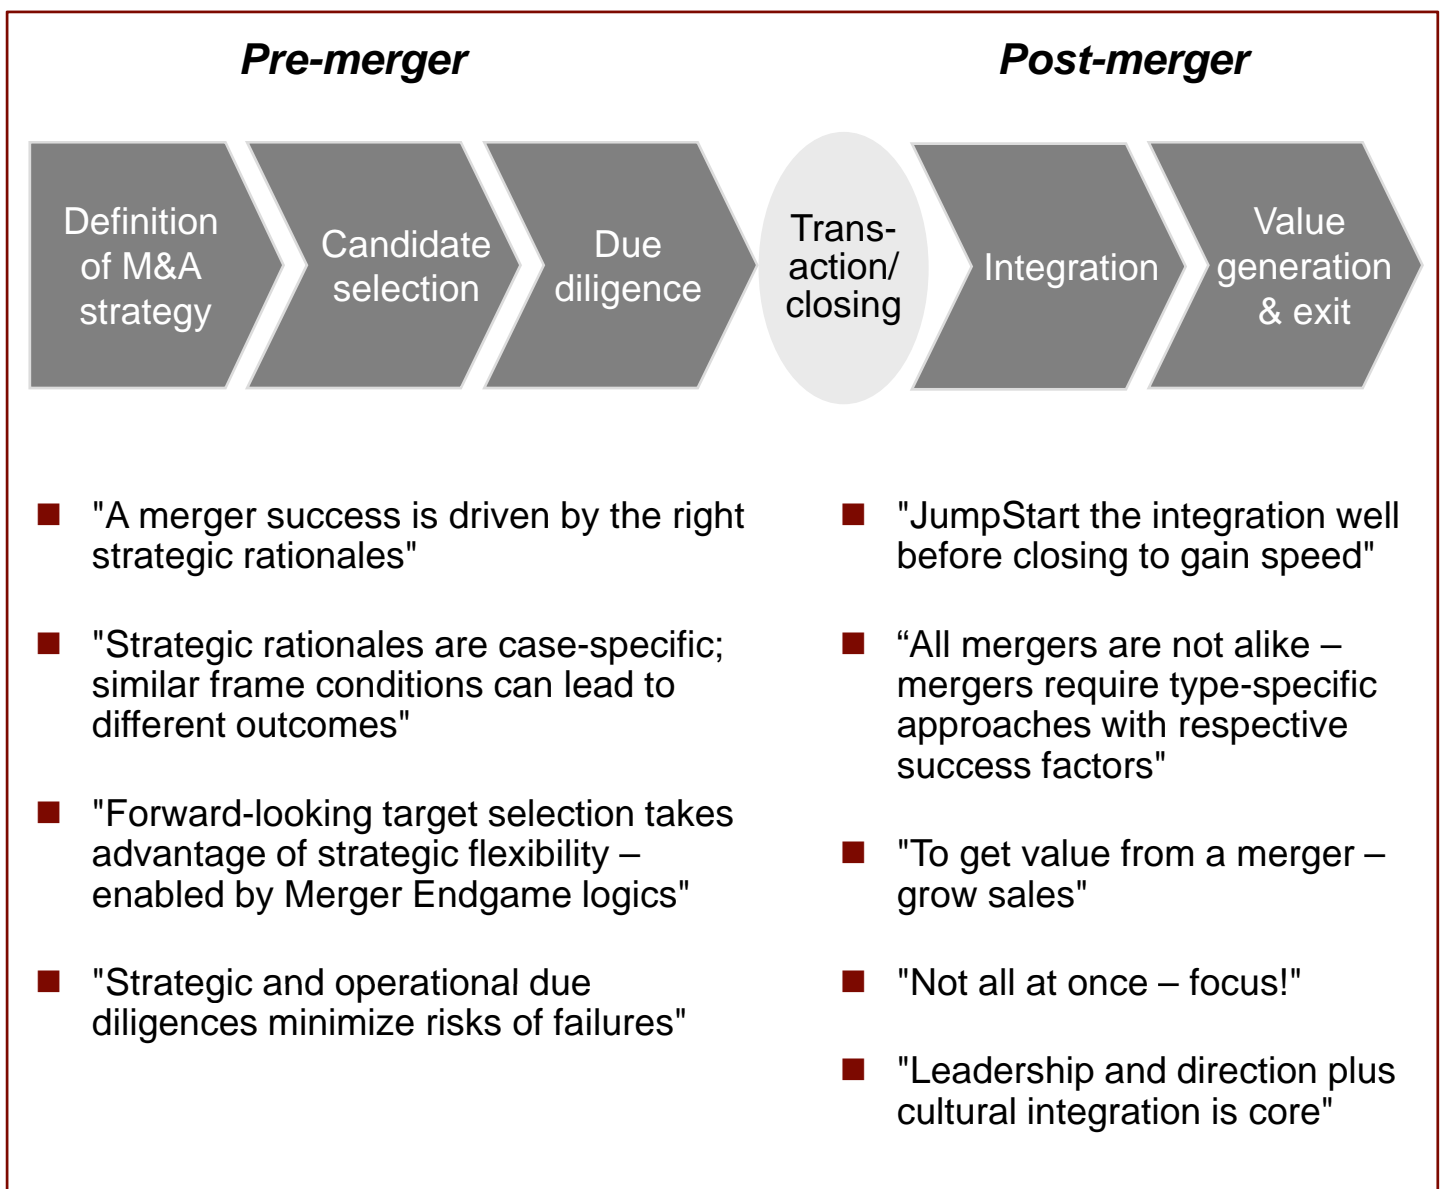 Pre-merger
Post-merger
Definition
of M&A
strategy
Candidate
selection
Due
diligence
Trans-
action/
closing
Integration
Value
generation
& exit
"A merger success is driven by the right
strategic rationales"
"Strategic rationales are case-specific;
similar frame conditions can lead to
different outcomes"
"Forward-looking target selection takes
advantage of strategic flexibility –
enabled by Merger Endgame logics"
"Strategic and operational due
diligences minimize risks of failures"
"JumpStart the integration well
before closing to gain speed"
“All mergers are not alike –
mergers require type-specific
approaches with respective
success factors"
"To get value from a merger –
grow sales"
"Not all at once – focus!"
"Leadership and direction plus
cultural integration is core"